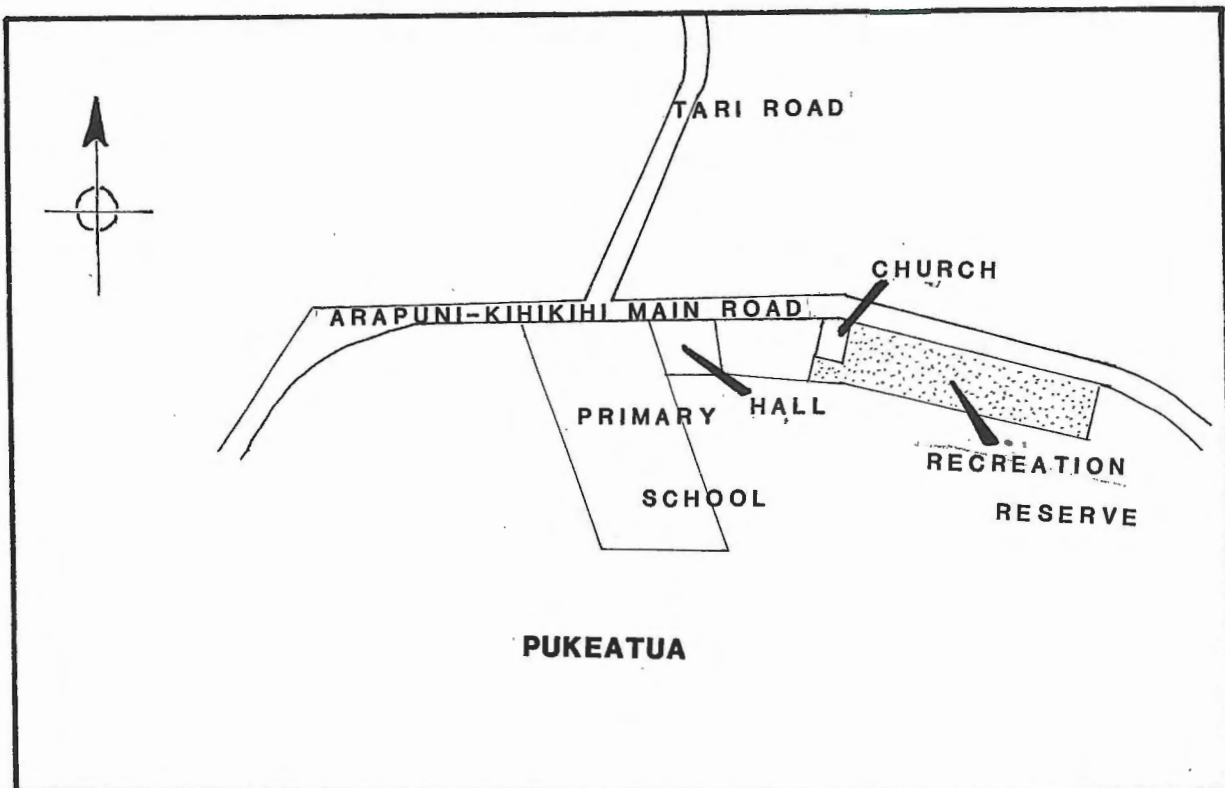 TARI ROAD
CHURCH
ARAPUNI-KIHIKIHI MAIN ROAD
PRIMARY
HALL
RECREATION
SCHOOL
RESERVE
PUKEATUA